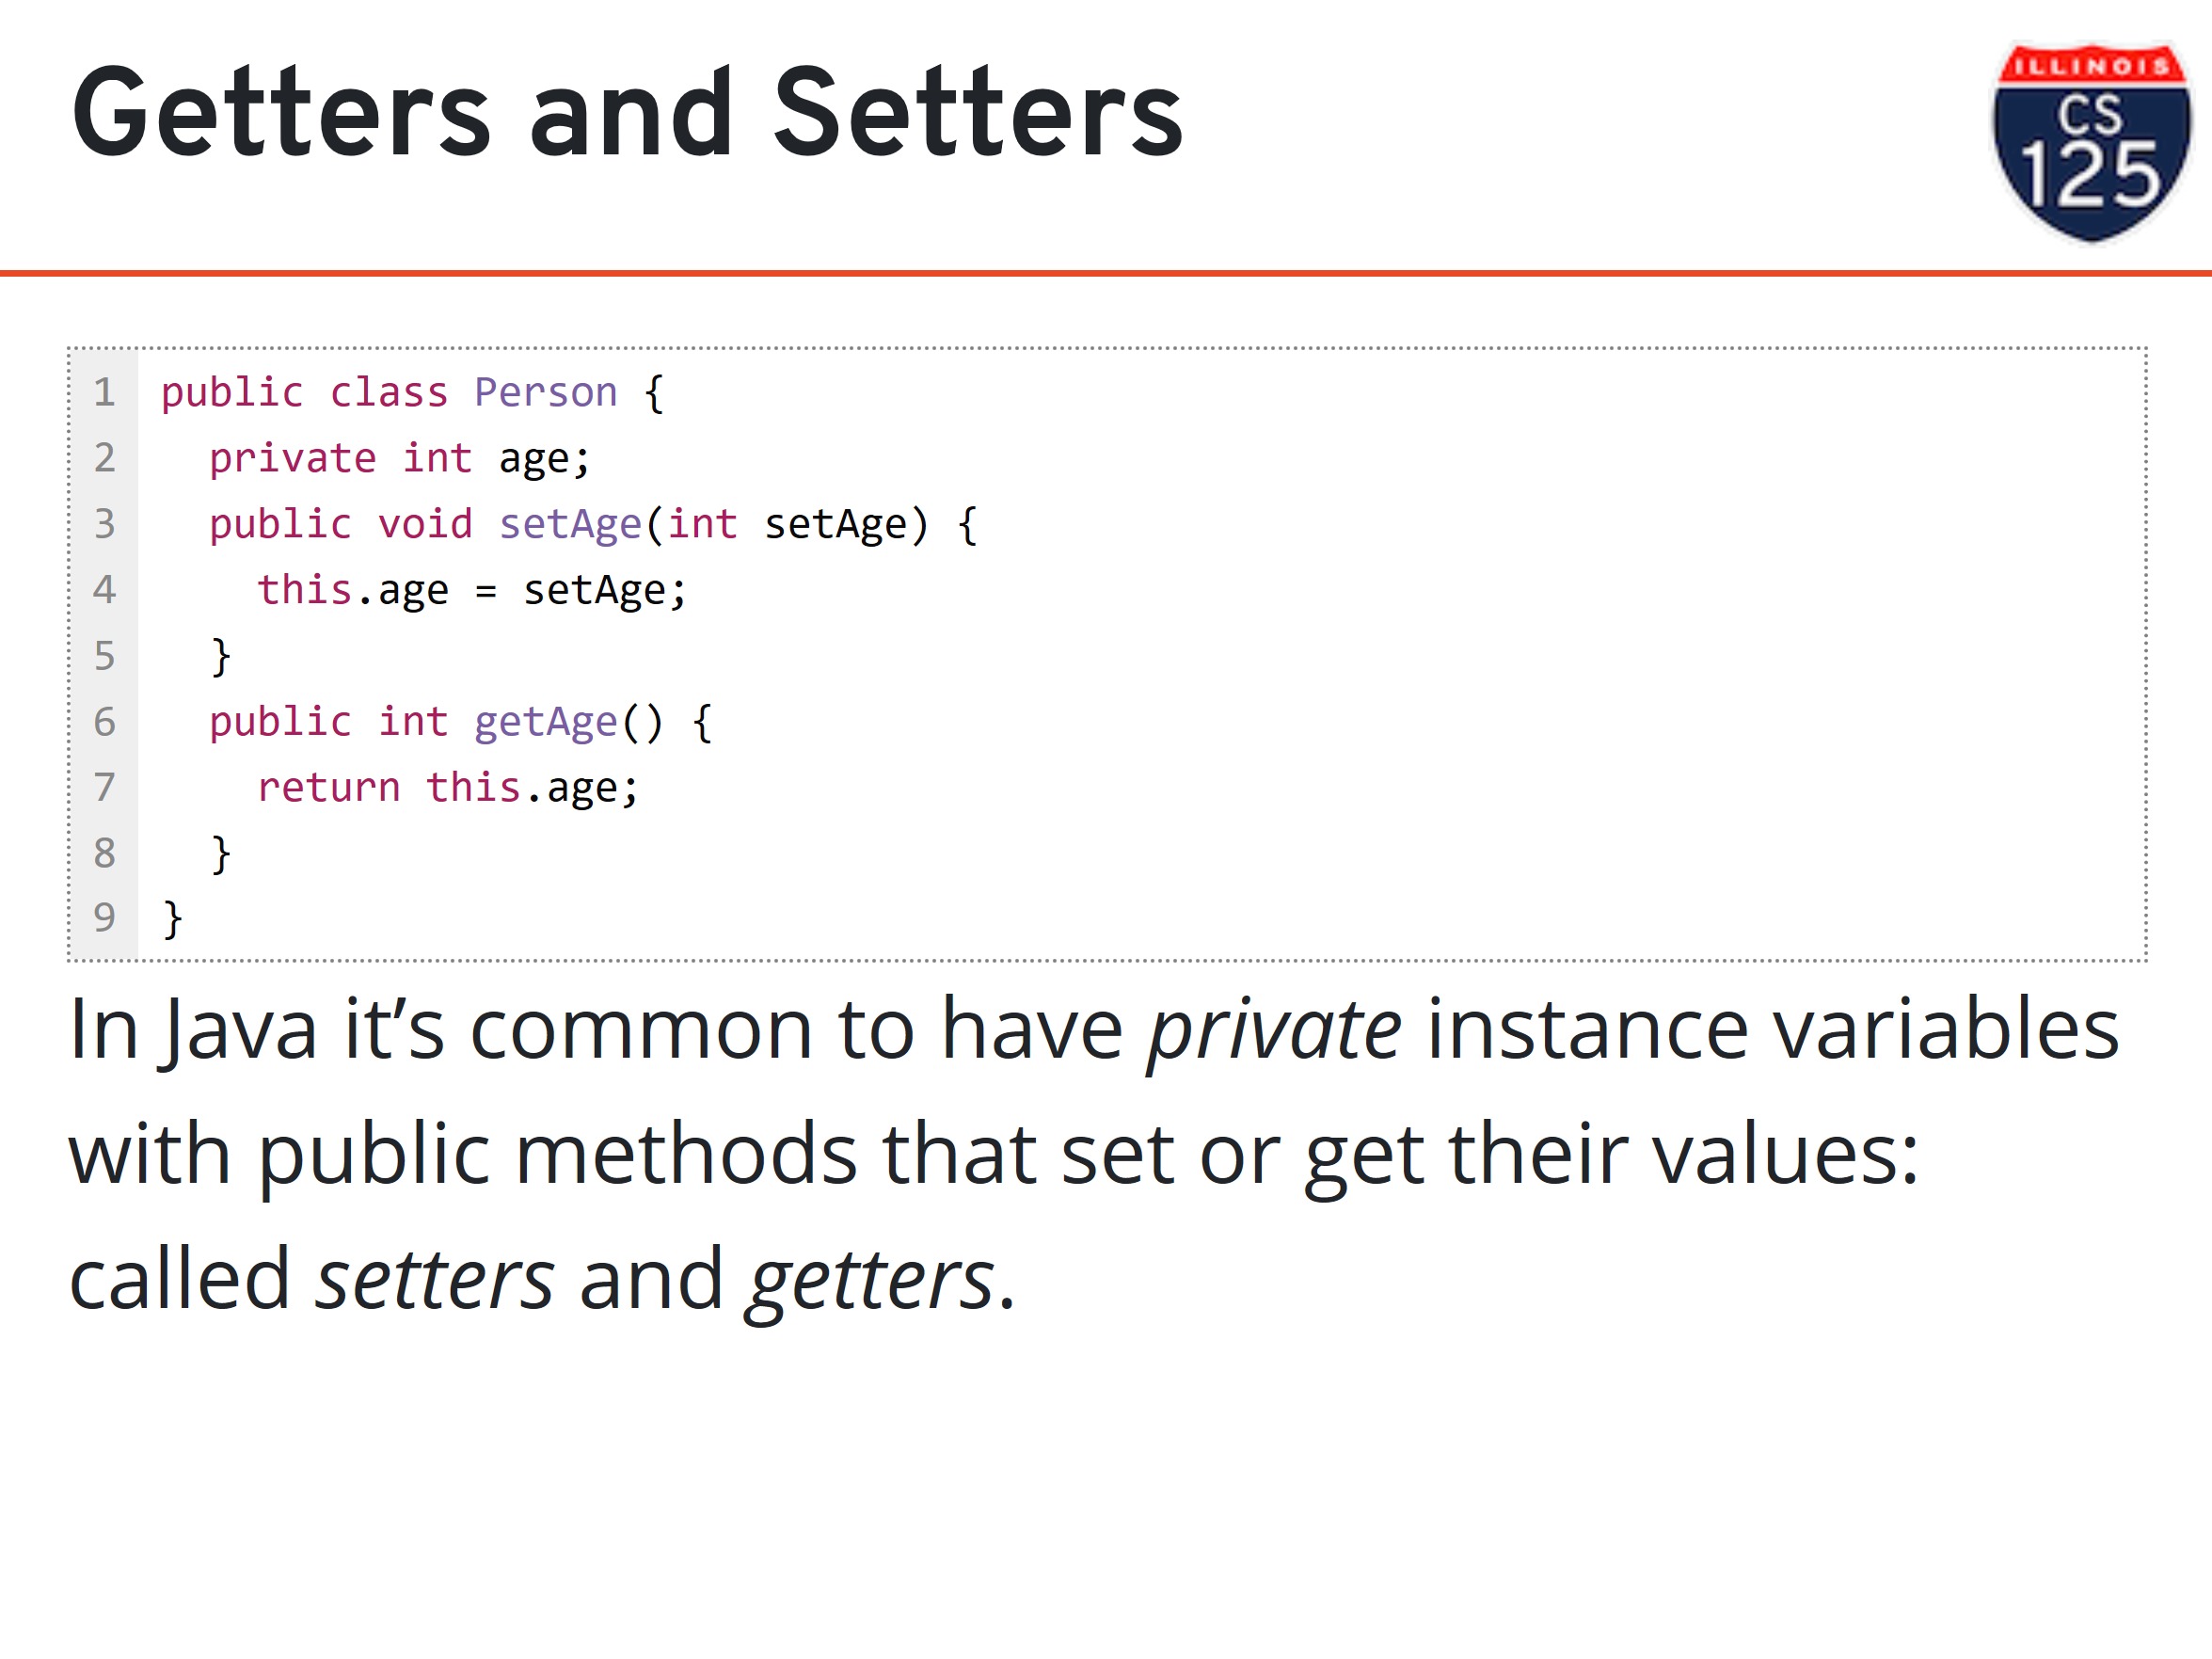 Getters and Setters
ILLINOIS
CS
125
1 public class Person {
2   private int age;
3   public void setAge(int setAge) {
4     this.age = setAge;
5   }
6   public int getAge() {
7     return this.age;
8   }
9 }
In Java it’s common to have private instance variables
with public methods that set or get their values:
called setters and getters.